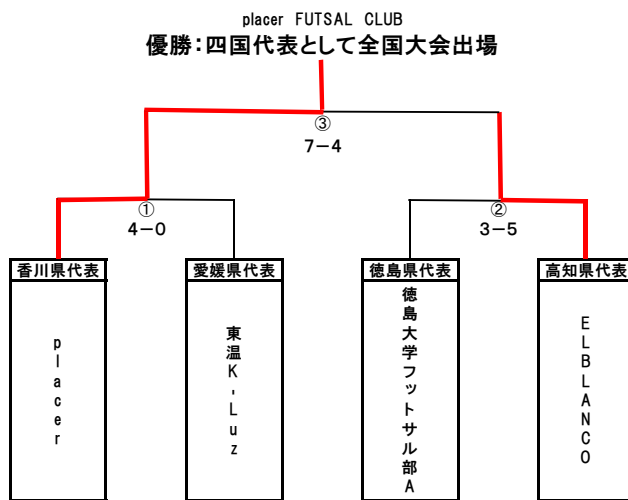 placer FUTSAL CLUB
優勝：四国代表として全国大会出場
③
7－4
①
4－0
②
3－5
香川県代表
愛媛県代表
徳島県代表
高知県代表
placer
東温K，Luz
徳島大学フットサル部A
ELBLANCO